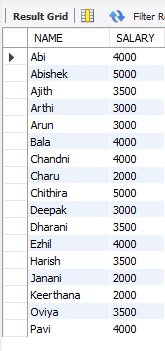 Result Grid Filter R
NAME SALARY
Abi 4000
Abishek 5000
Ajith 3500
Arthi 3000
Arun 3000
Bala 4000
Chandni 4000
Charu 2000
Chithira 5000
Deepak 3000
Dharani 3500
Ezhil 4000
Harish 3500
Janani 2000
Keerthana 2000
Oviya 3500
Pavi 4000